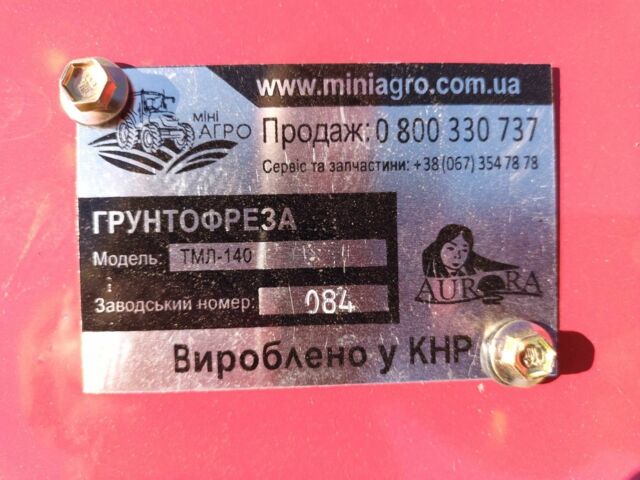 www.miniagro.com.ua
міні
АГРО
Продаж: 0 800 330 737
Сервіс та запчастини: +38 (067) 354 78 78
ГРУНТОФРЕЗА
Модель: ТМЛ-140
Заводський номер: 084
AURORA
Вироблено у КНР